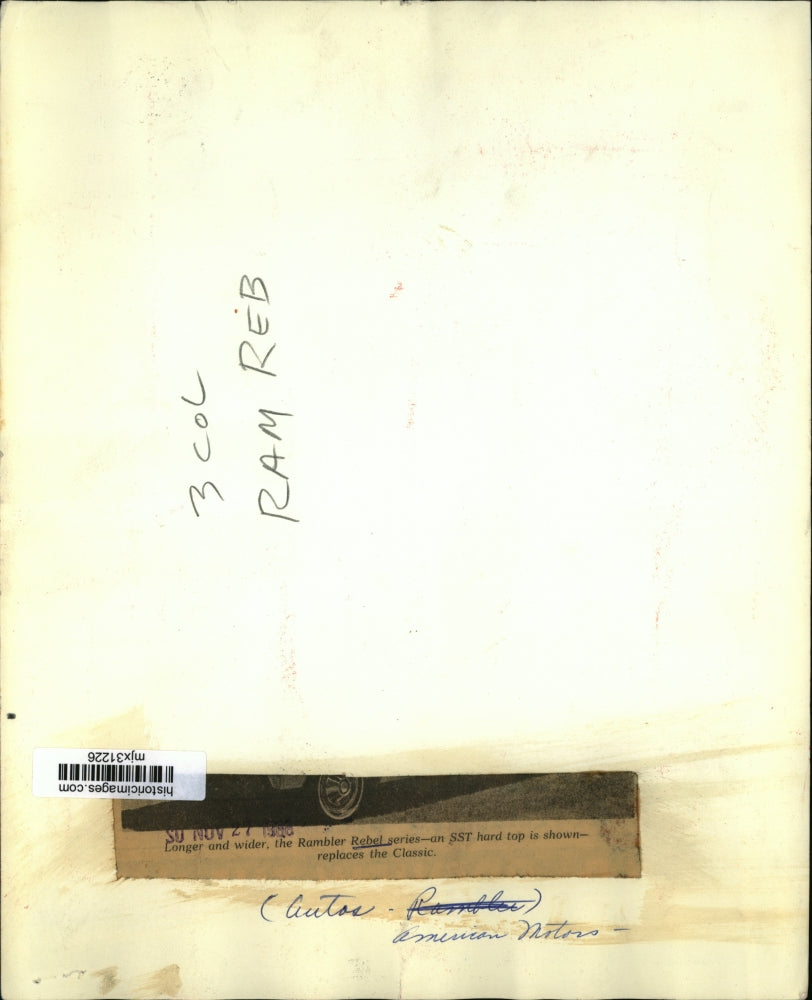 3 COL
RAM REB
mjx31226
historicimages.com
SU NOV 27 1966
Longer and wider, the Rambler Rebel series—an SST hard top is shown—
replaces the Classic.
(Autos - Rambler)
American Motors -